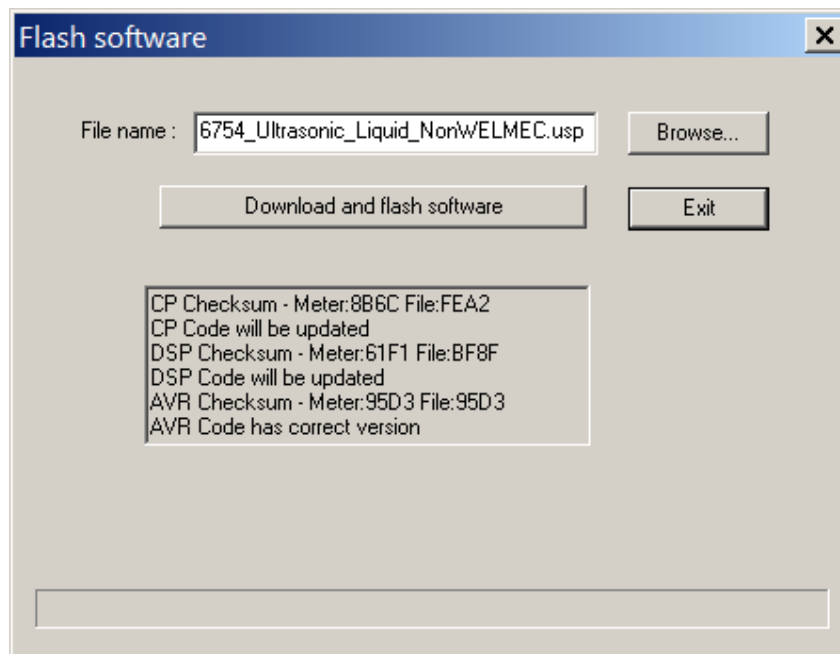 Flash software
File name :
6754_Ultrasonic_Liquid_NonWELMEC.usp
Browse...
Download and flash software
Exit
CP Checksum - Meter:8B6C File:FEA2
CP Code will be updated
DSP Checksum - Meter:61F1 File:BF8F
DSP Code will be updated
AVR Checksum - Meter:95D3 File:95D3
AVR Code has correct version